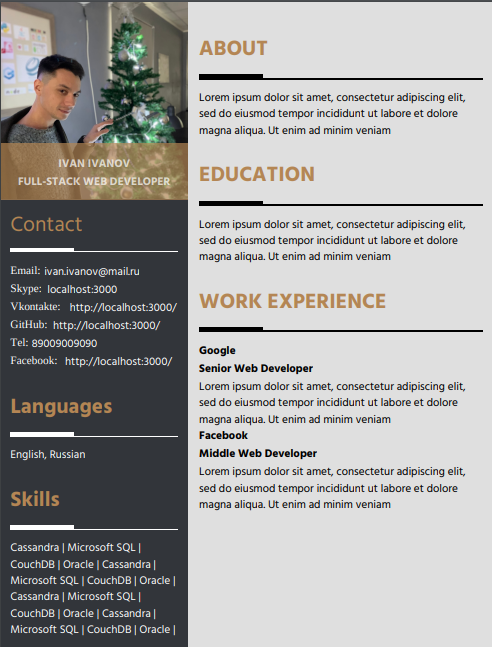 IVAN IVANOV
FULL-STACK WEB DEVELOPER
Contact
Email: ivan.ivanov@mail.ru
Skype: localhost:3000
Vkontakte: http://localhost:3000/
GitHub: http://localhost:3000/
Tel: 89009009090
Facebook: http://localhost:3000/
Languages
English, Russian
Skills
Cassandra | Microsoft SQL |
CouchDB | Oracle | Cassandra |
Microsoft SQL | CouchDB | Oracle |
Cassandra | Microsoft SQL |
CouchDB | Oracle | Cassandra |
Microsoft SQL | CouchDB | Oracle |
ABOUT
Lorem ipsum dolor sit amet, consectetur adipiscing elit,
sed do eiusmod tempor incididunt ut labore et dolore
magna aliqua. Ut enim ad minim veniam
EDUCATION
Lorem ipsum dolor sit amet, consectetur adipiscing elit,
sed do eiusmod tempor incididunt ut labore et dolore
magna aliqua. Ut enim ad minim veniam
WORK EXPERIENCE
Google
Senior Web Developer
Lorem ipsum dolor sit amet, consectetur adipiscing elit,
sed do eiusmod tempor incididunt ut labore et dolore
magna aliqua. Ut enim ad minim veniam
Facebook
Middle Web Developer
Lorem ipsum dolor sit amet, consectetur adipiscing elit,
sed do eiusmod tempor incididunt ut labore et dolore
magna aliqua. Ut enim ad minim veniam